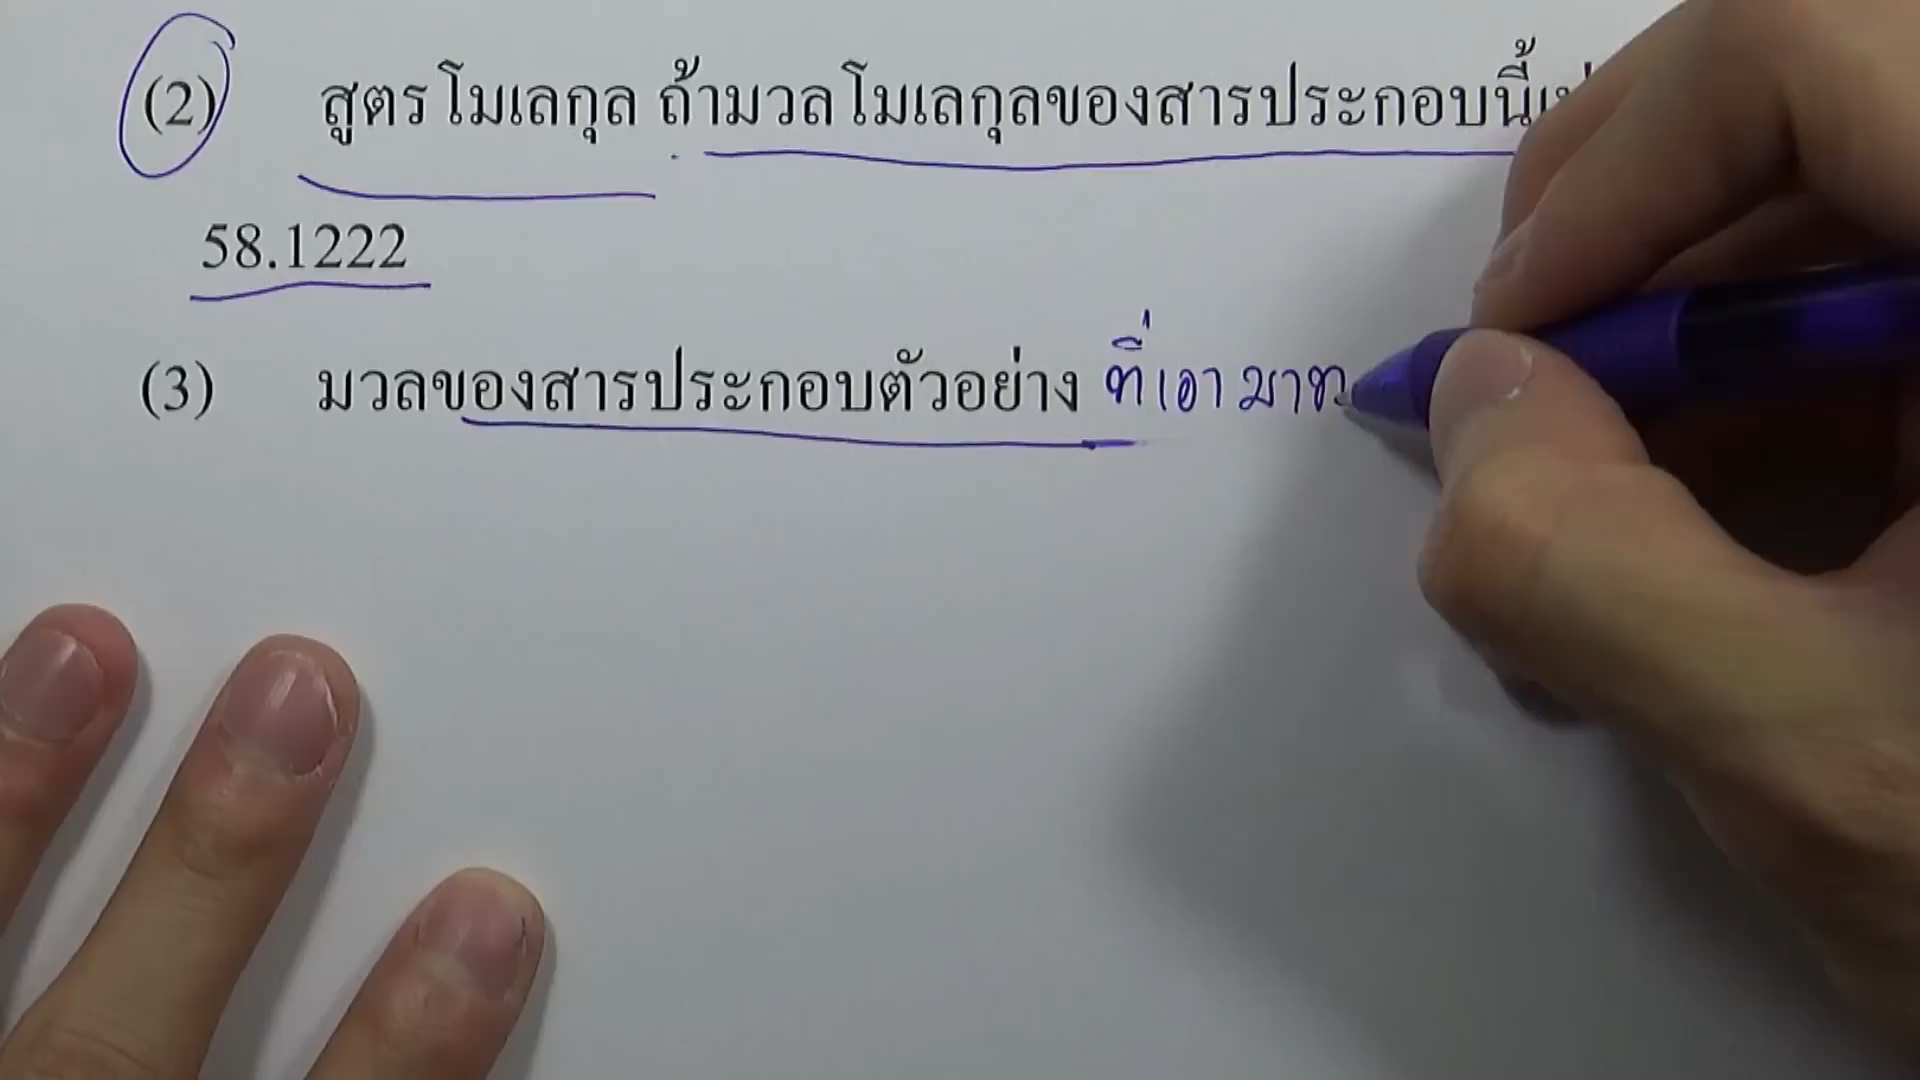 (2) สูตรโมเลกุล ถ้ามวลโมเลกุลของสารประกอบนี้
58.1222
(3) มวลของสารประกอบตัวอย่าง ที่เอามาท